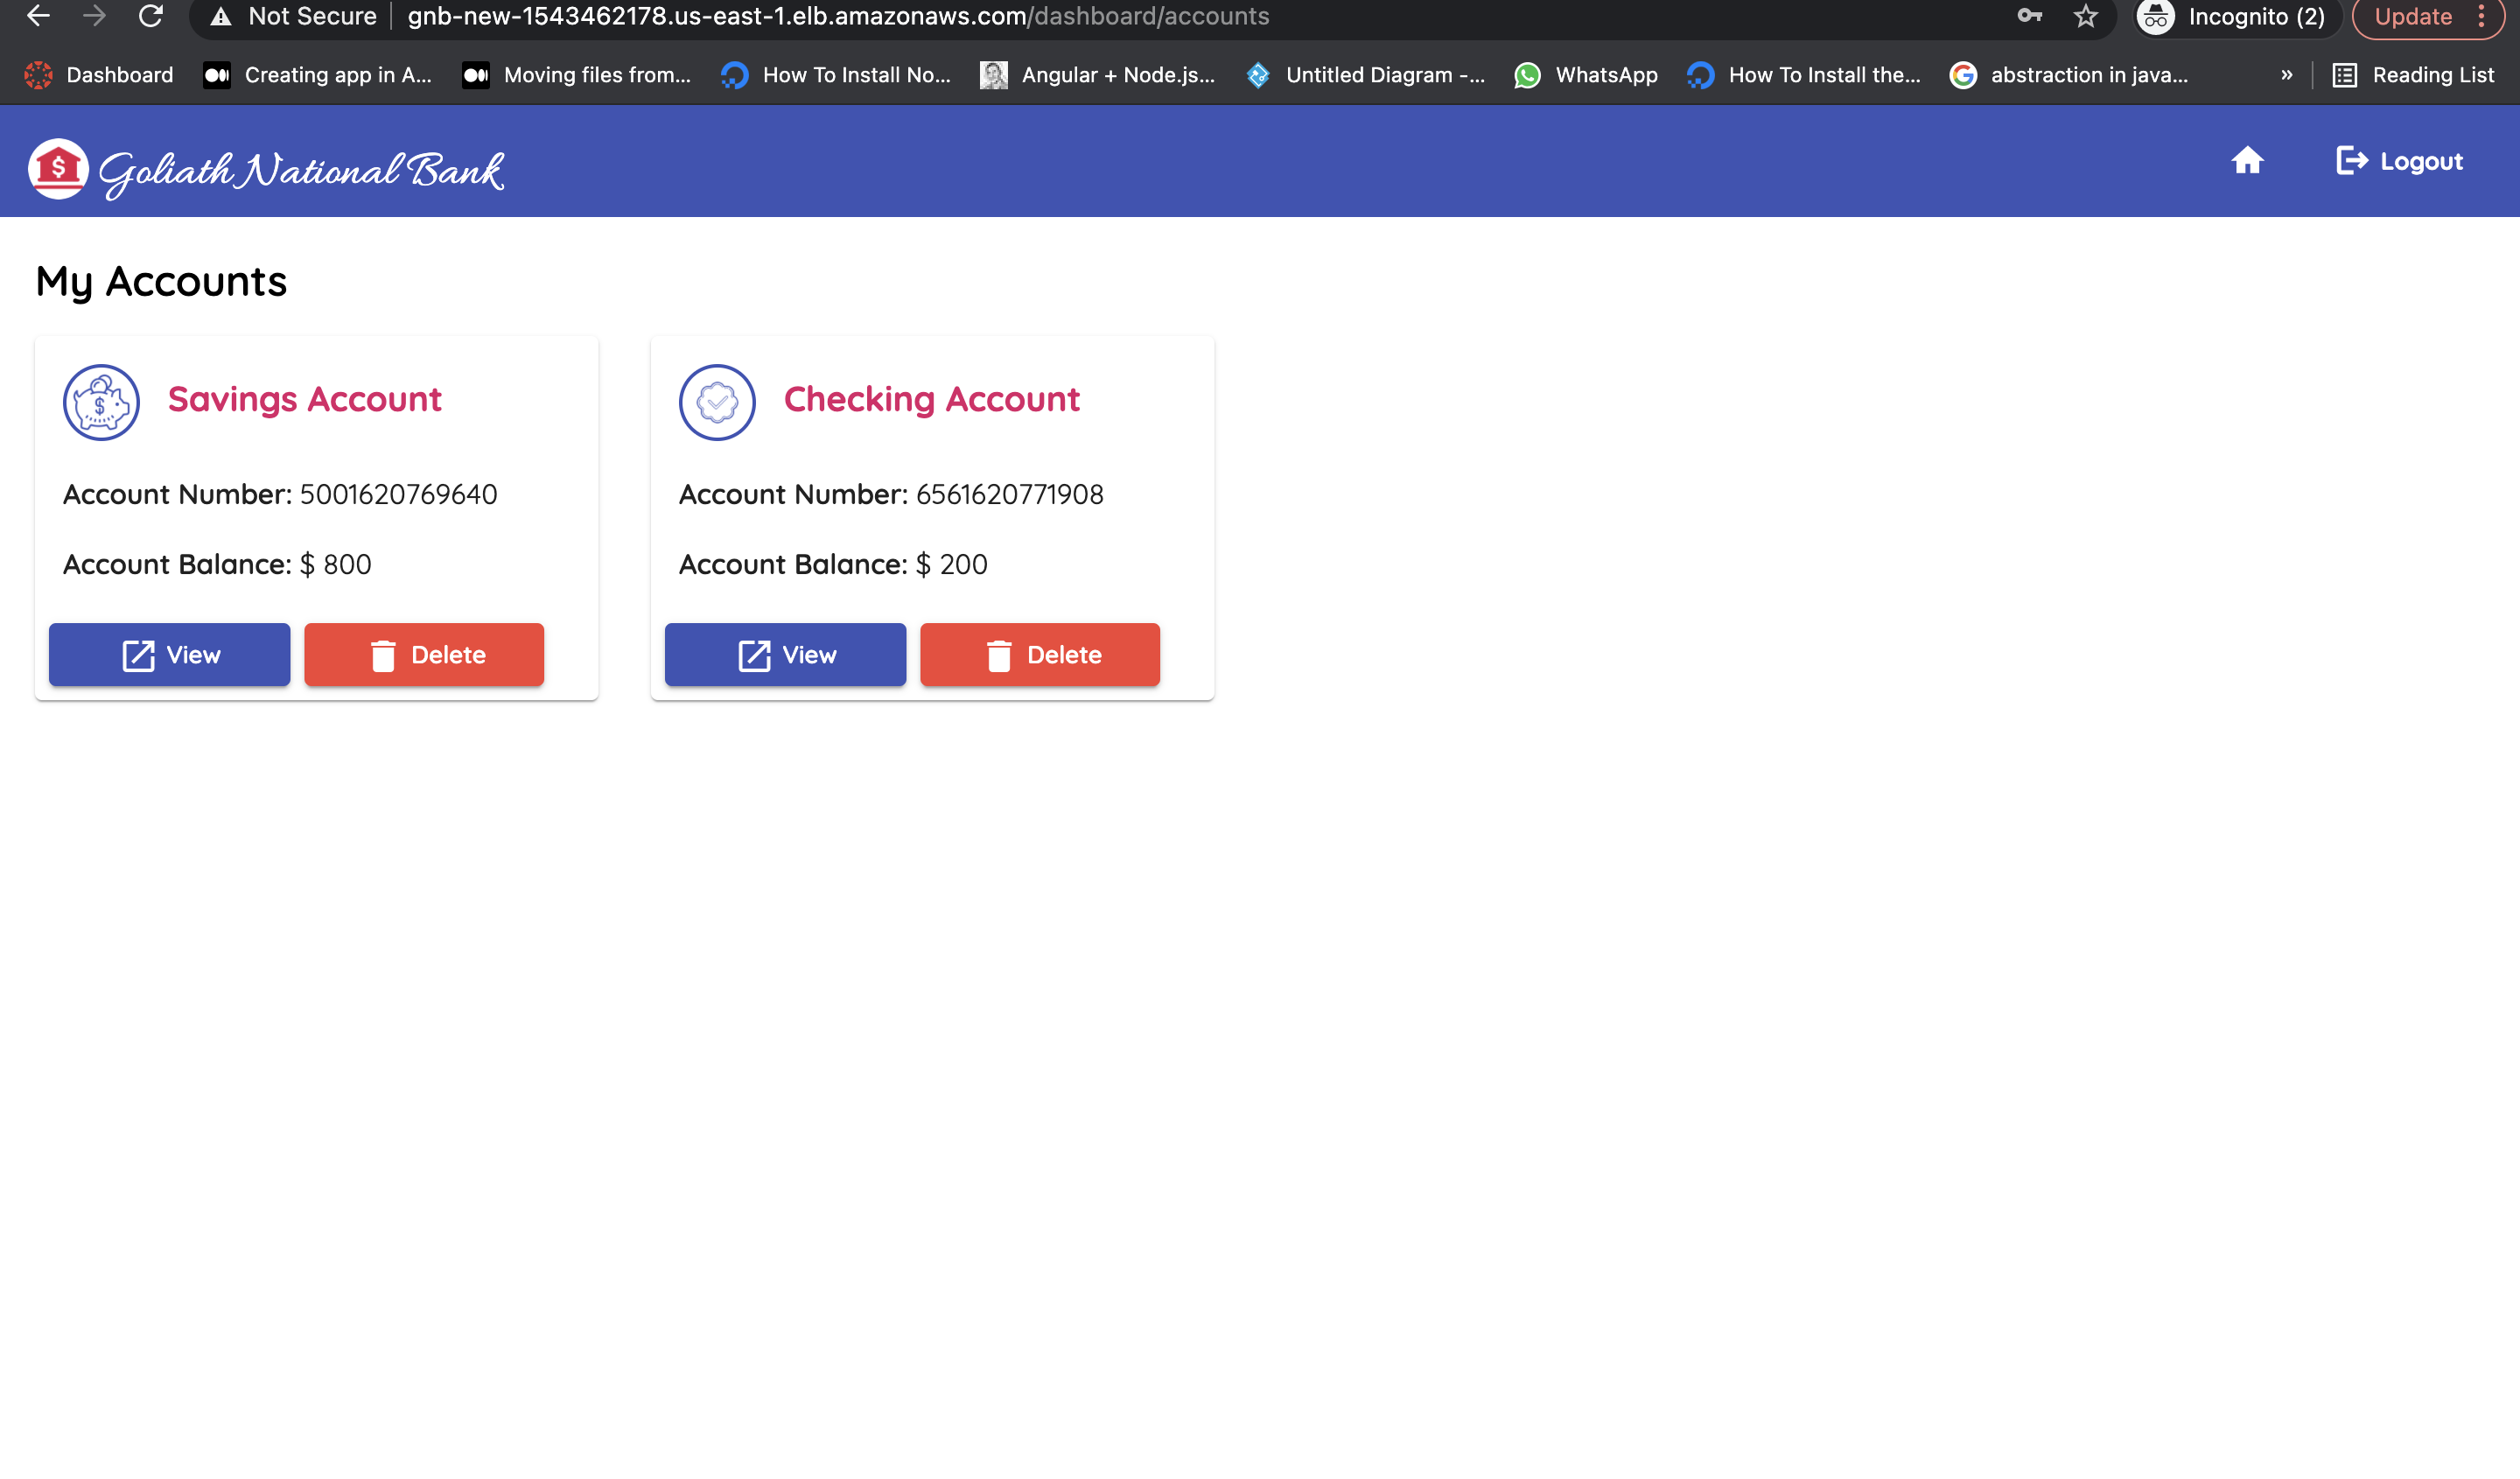 Not Secure gnb-new-1543462178.us-east-1.elb.amazonaws.com/dashboard/accounts Incognito (2) Update
Dashboard Creating app in A... Moving files from... How To Install No... Angular + Node.js... Untitled Diagram -... WhatsApp How To Install the... abstraction in java... » Reading List
Goliath National Bank Logout
My Accounts
Savings Account
Account Number: 5001620769640
Account Balance: $ 800
View Delete
Checking Account
Account Number: 6561620771908
Account Balance: $ 200
View Delete